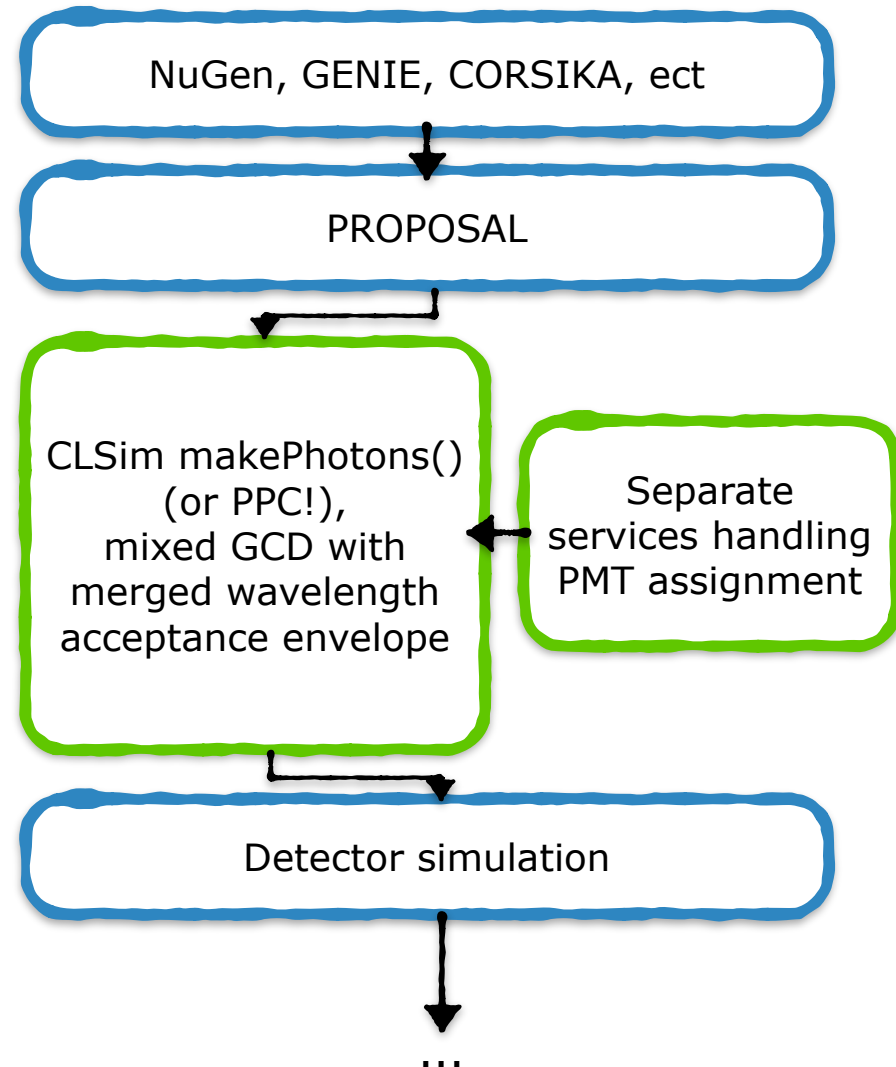 NuGen, GENIE, CORSIKA, ect
PROPOSAL
CLSim makePhotons()
(or PPC!),
mixed GCD with
merged wavelength
acceptance envelope
Separate
services handling
PMT assignment
Detector simulation
...